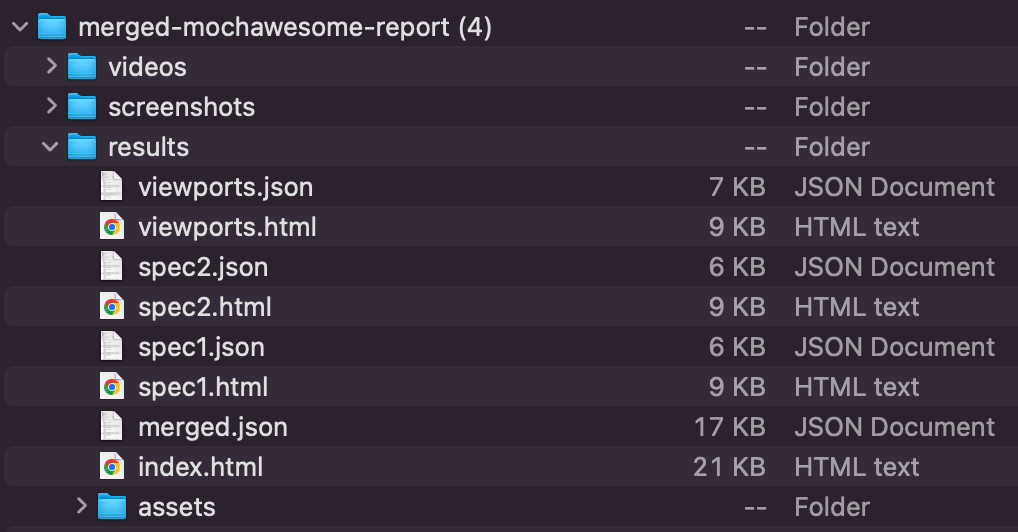 merged-mochawesome-report (4) -- Folder
videos -- Folder
screenshots -- Folder
results -- Folder
viewports.json 7 KB JSON Document
viewports.html 9 KB HTML text
spec2.json 6 KB JSON Document
spec2.html 9 KB HTML text
spec1.json 6 KB JSON Document
spec1.html 9 KB HTML text
merged.json 17 KB JSON Document
index.html 21 KB HTML text
assets -- Folder